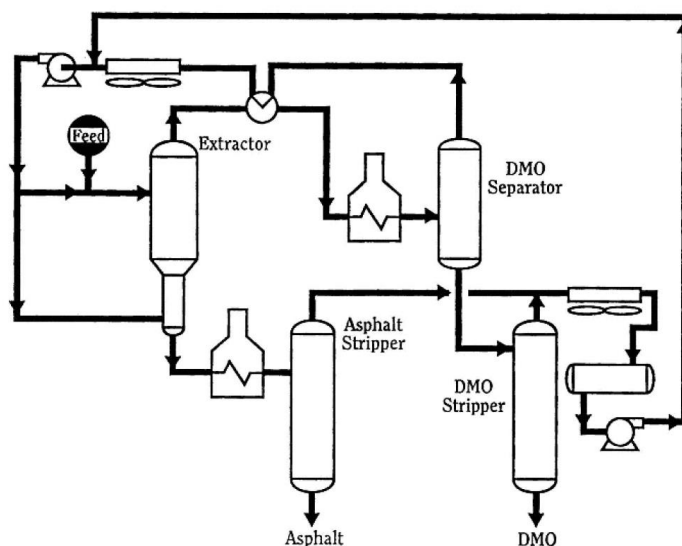 Feed
Extractor
DMO
Separator
Asphalt
Stripper
DMO
Stripper
Asphalt
DMO